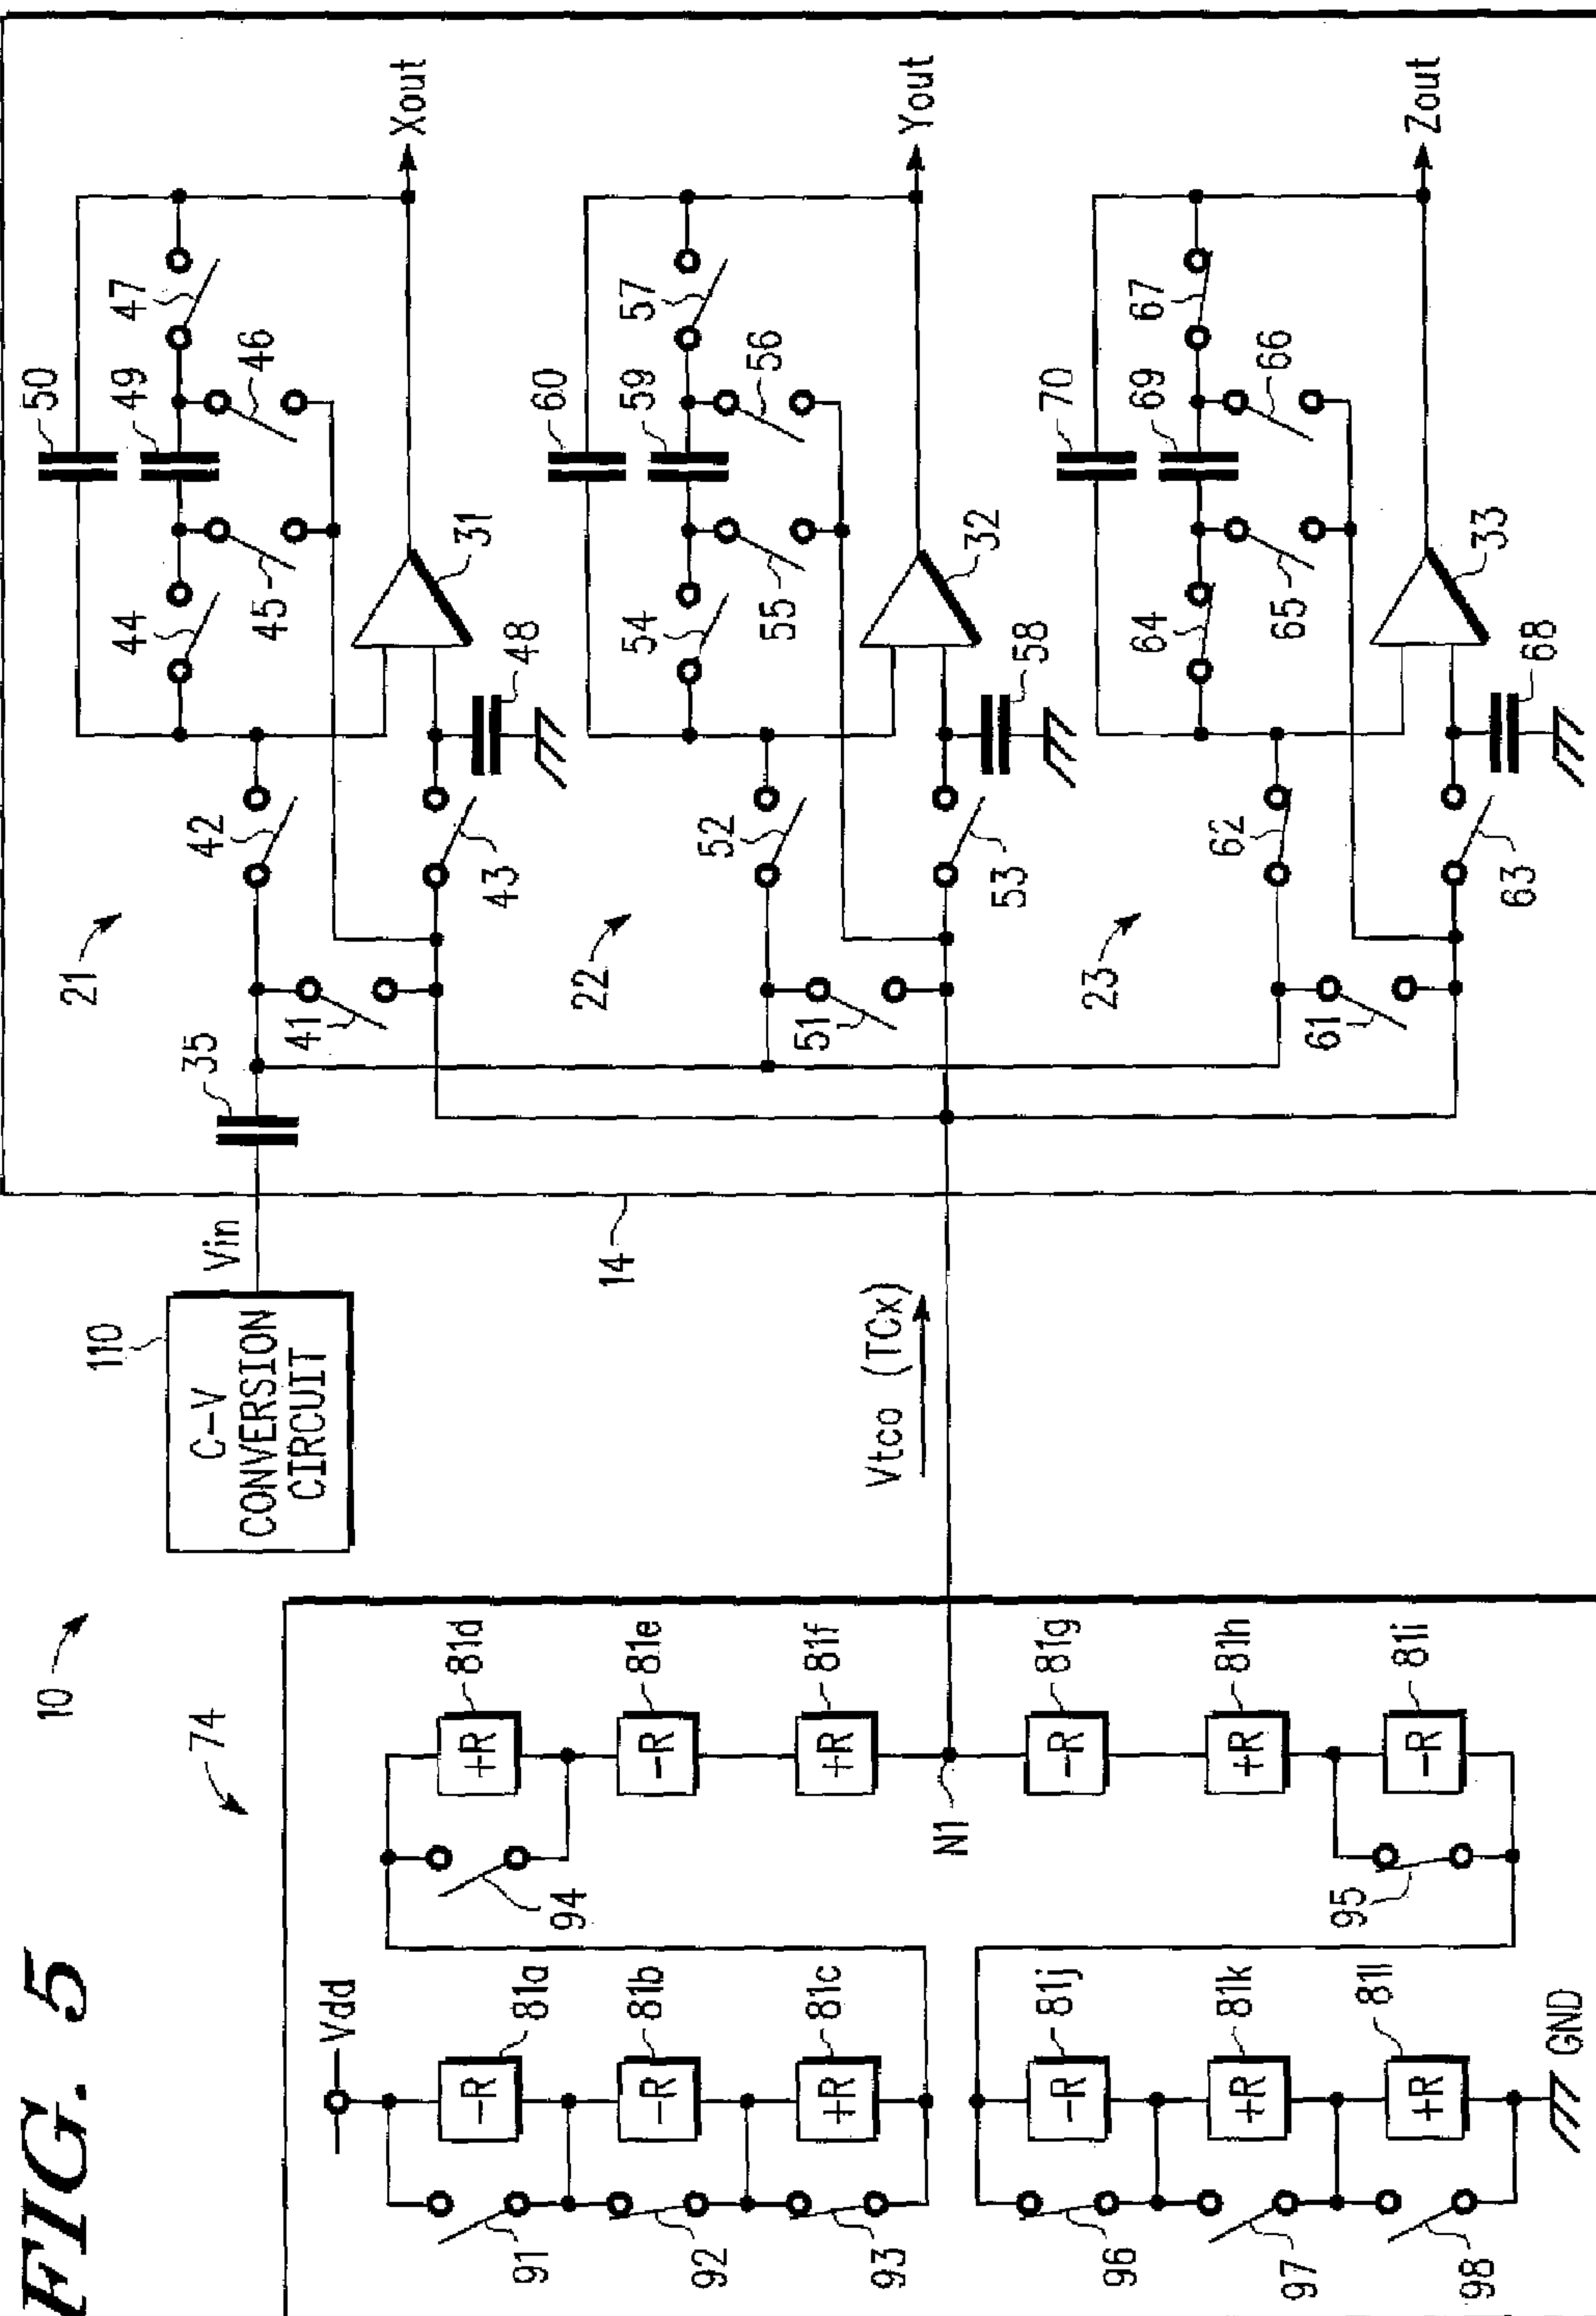 FIG. 5
10
74
Vdd
91
81a
-R
92
81b
-R
93
81c
+R
94
81d
+R
81e
-R
81f
+R
N1
81g
-R
81h
+R
95
81i
-R
96
81j
-R
97
81k
+R
98
81l
+R
GND
110
C-V
CONVERSION
CIRCUIT
Vin
Vtco (TCx)
14
35
21
41
42
43
44
45
46
47
48
49
50
31
Xout
22
51
52
53
54
55
56
57
58
59
60
32
Yout
23
61
62
63
64
65
66
67
68
69
70
33
Zout